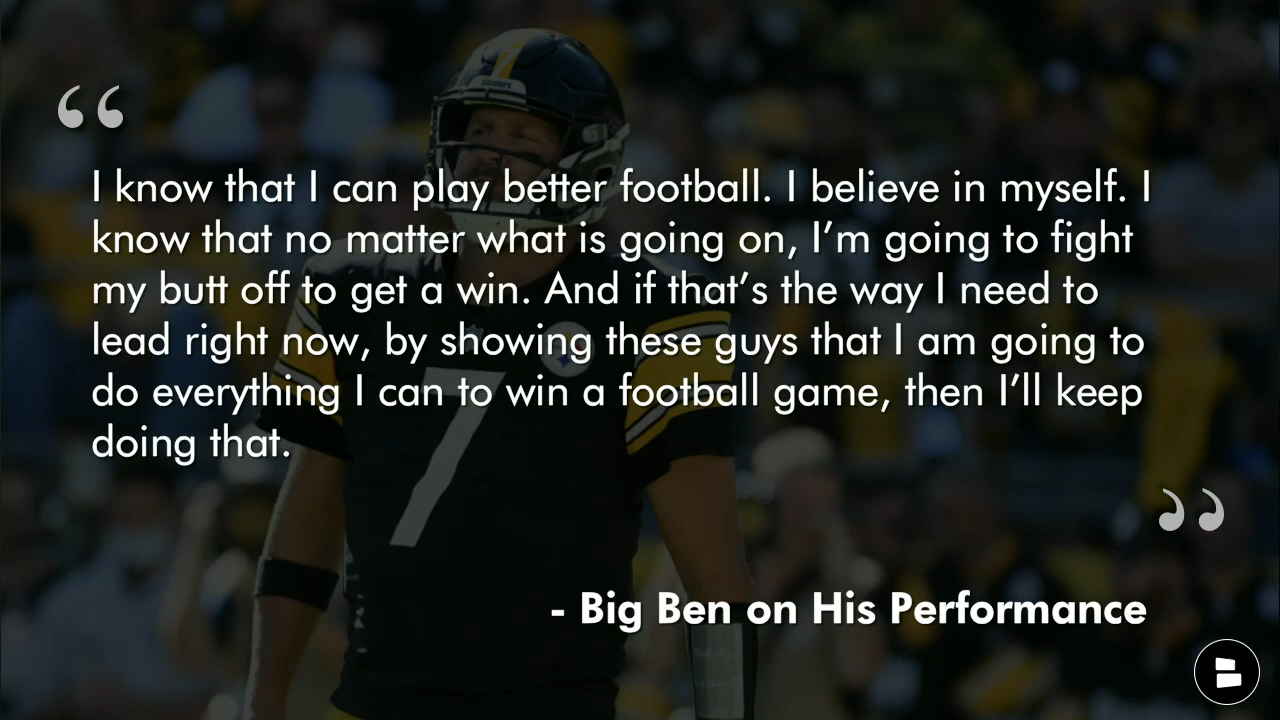 “
I know that I can play better football. I believe in myself. I
know that no matter what is going on, I’m going to fight
my butt off to get a win. And if that’s the way I need to
lead right now, by showing these guys that I am going to
do everything I can to win a football game, then I’ll keep
doing that.
”
- Big Ben on His Performance
Steelers
7